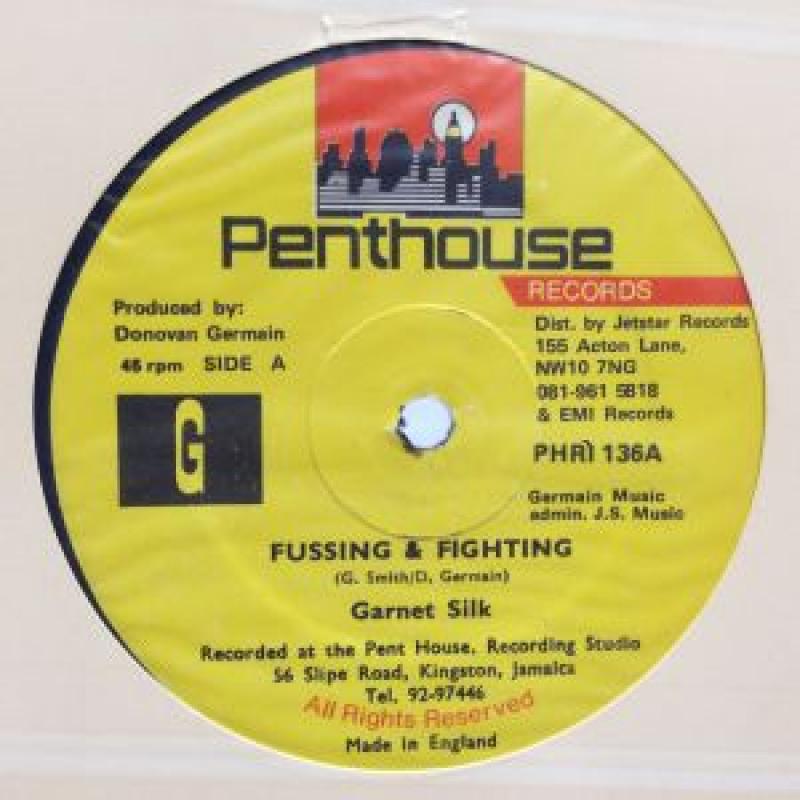 Penthouse
RECORDS
Produced by:
Donovan Germain
45 rpm SIDE A
G
Dist. by Jetstar Records
155 Acton Lane,
NW10 7NG
081-961 5818
& EMI Records
PHRI 136A
Germain Music
admin. J.S. Music
FUSSING & FIGHTING
(G. Smith/D. Germain)
Garnet Silk
Recorded at the Pent House, Recording Studio
56 Slipe Road, Kingston, Jamaica
Tel. 92-97446
All Rights Reserved
Made in England